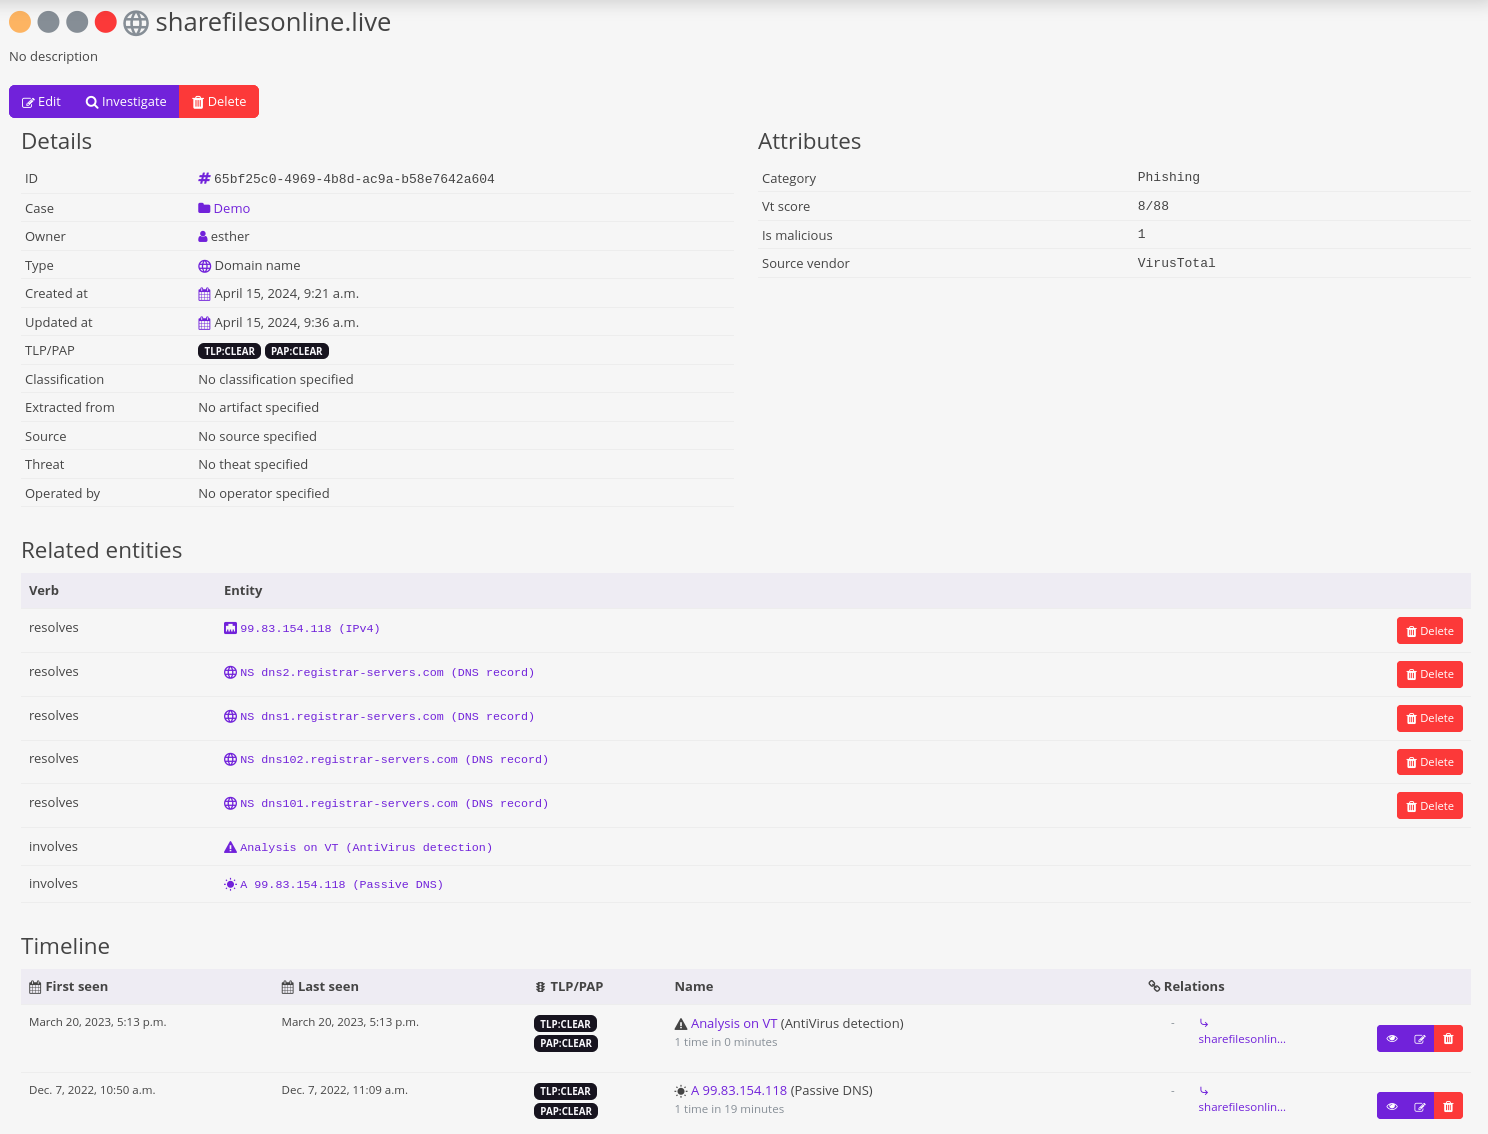 sharefilesonline.live
No description
Edit Investigate Delete
Details
ID 65bf25c0-4969-4b8d-ac9a-b58e7642a604
Case Demo
Owner esther
Type Domain name
Created at April 15, 2024, 9:21 a.m.
Updated at April 15, 2024, 9:36 a.m.
TLP/PAP TLP:CLEAR PAP:CLEAR
Classification No classification specified
Extracted from No artifact specified
Source No source specified
Threat No theat specified
Operated by No operator specified
Attributes
Category Phishing
Vt score 8/88
Is malicious 1
Source vendor VirusTotal
Related entities
Verb Entity
resolves 99.83.154.118 (IPv4) Delete
resolves NS dns2.registrar-servers.com (DNS record) Delete
resolves NS dns1.registrar-servers.com (DNS record) Delete
resolves NS dns102.registrar-servers.com (DNS record) Delete
resolves NS dns101.registrar-servers.com (DNS record) Delete
involves Analysis on VT (AntiVirus detection)
involves A 99.83.154.118 (Passive DNS)
Timeline
First seen Last seen TLP/PAP Name Relations
March 20, 2023, 5:13 p.m. March 20, 2023, 5:13 p.m. TLP:CLEAR Analysis on VT (AntiVirus detection) -
PAP:CLEAR 1 time in 0 minutes sharefilesonlin...
Dec. 7, 2022, 10:50 a.m. Dec. 7, 2022, 11:09 a.m. TLP:CLEAR A 99.83.154.118 (Passive DNS) -
PAP:CLEAR 1 time in 19 minutes sharefilesonlin...